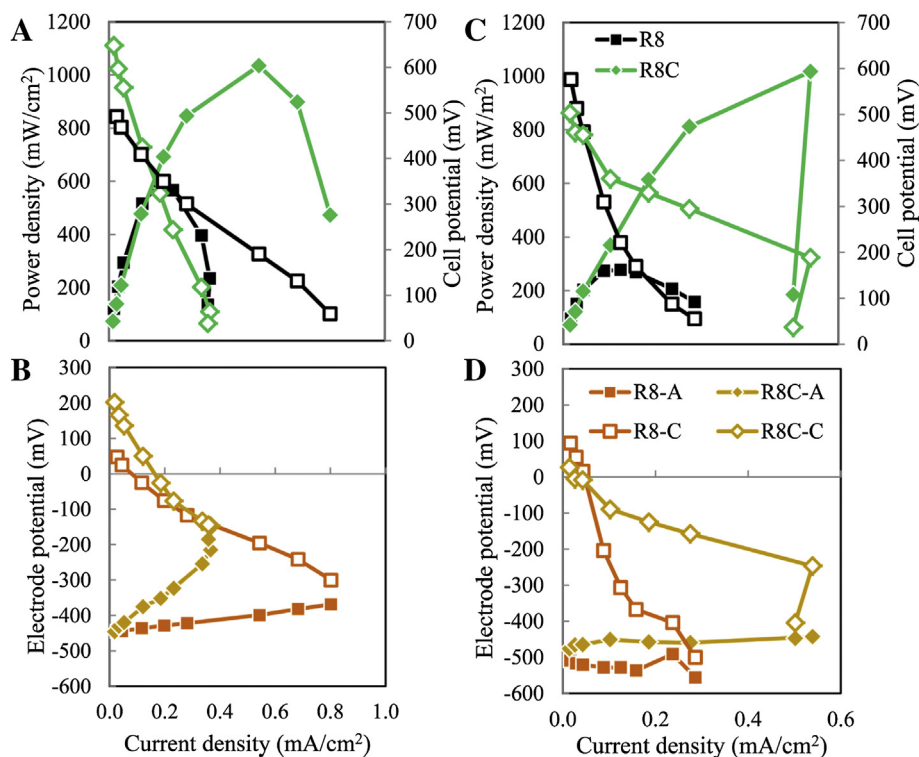 A
Power density (mW/cm²)
1200
1000
800
600
400
200
0
700
600
500
400
300
200
100
0
Cell potential (mV)
C
Power density (mW/m²)
1200
1000
800
600
400
200
0
R8
R8C
700
600
500
400
300
200
100
0
Cell potential (mV)
B
Electrode potential (mV)
300
200
100
0
-100
-200
-300
-400
-500
-600
0.0 0.2 0.4 0.6 0.8 1.0
Current density (mA/cm²)
D
Electrode potential (mV)
300
200
100
0
-100
-200
-300
-400
-500
-600
R8-A R8C-A
R8-C R8C-C
0.0 0.2 0.4 0.6
Current density (mA/cm²)